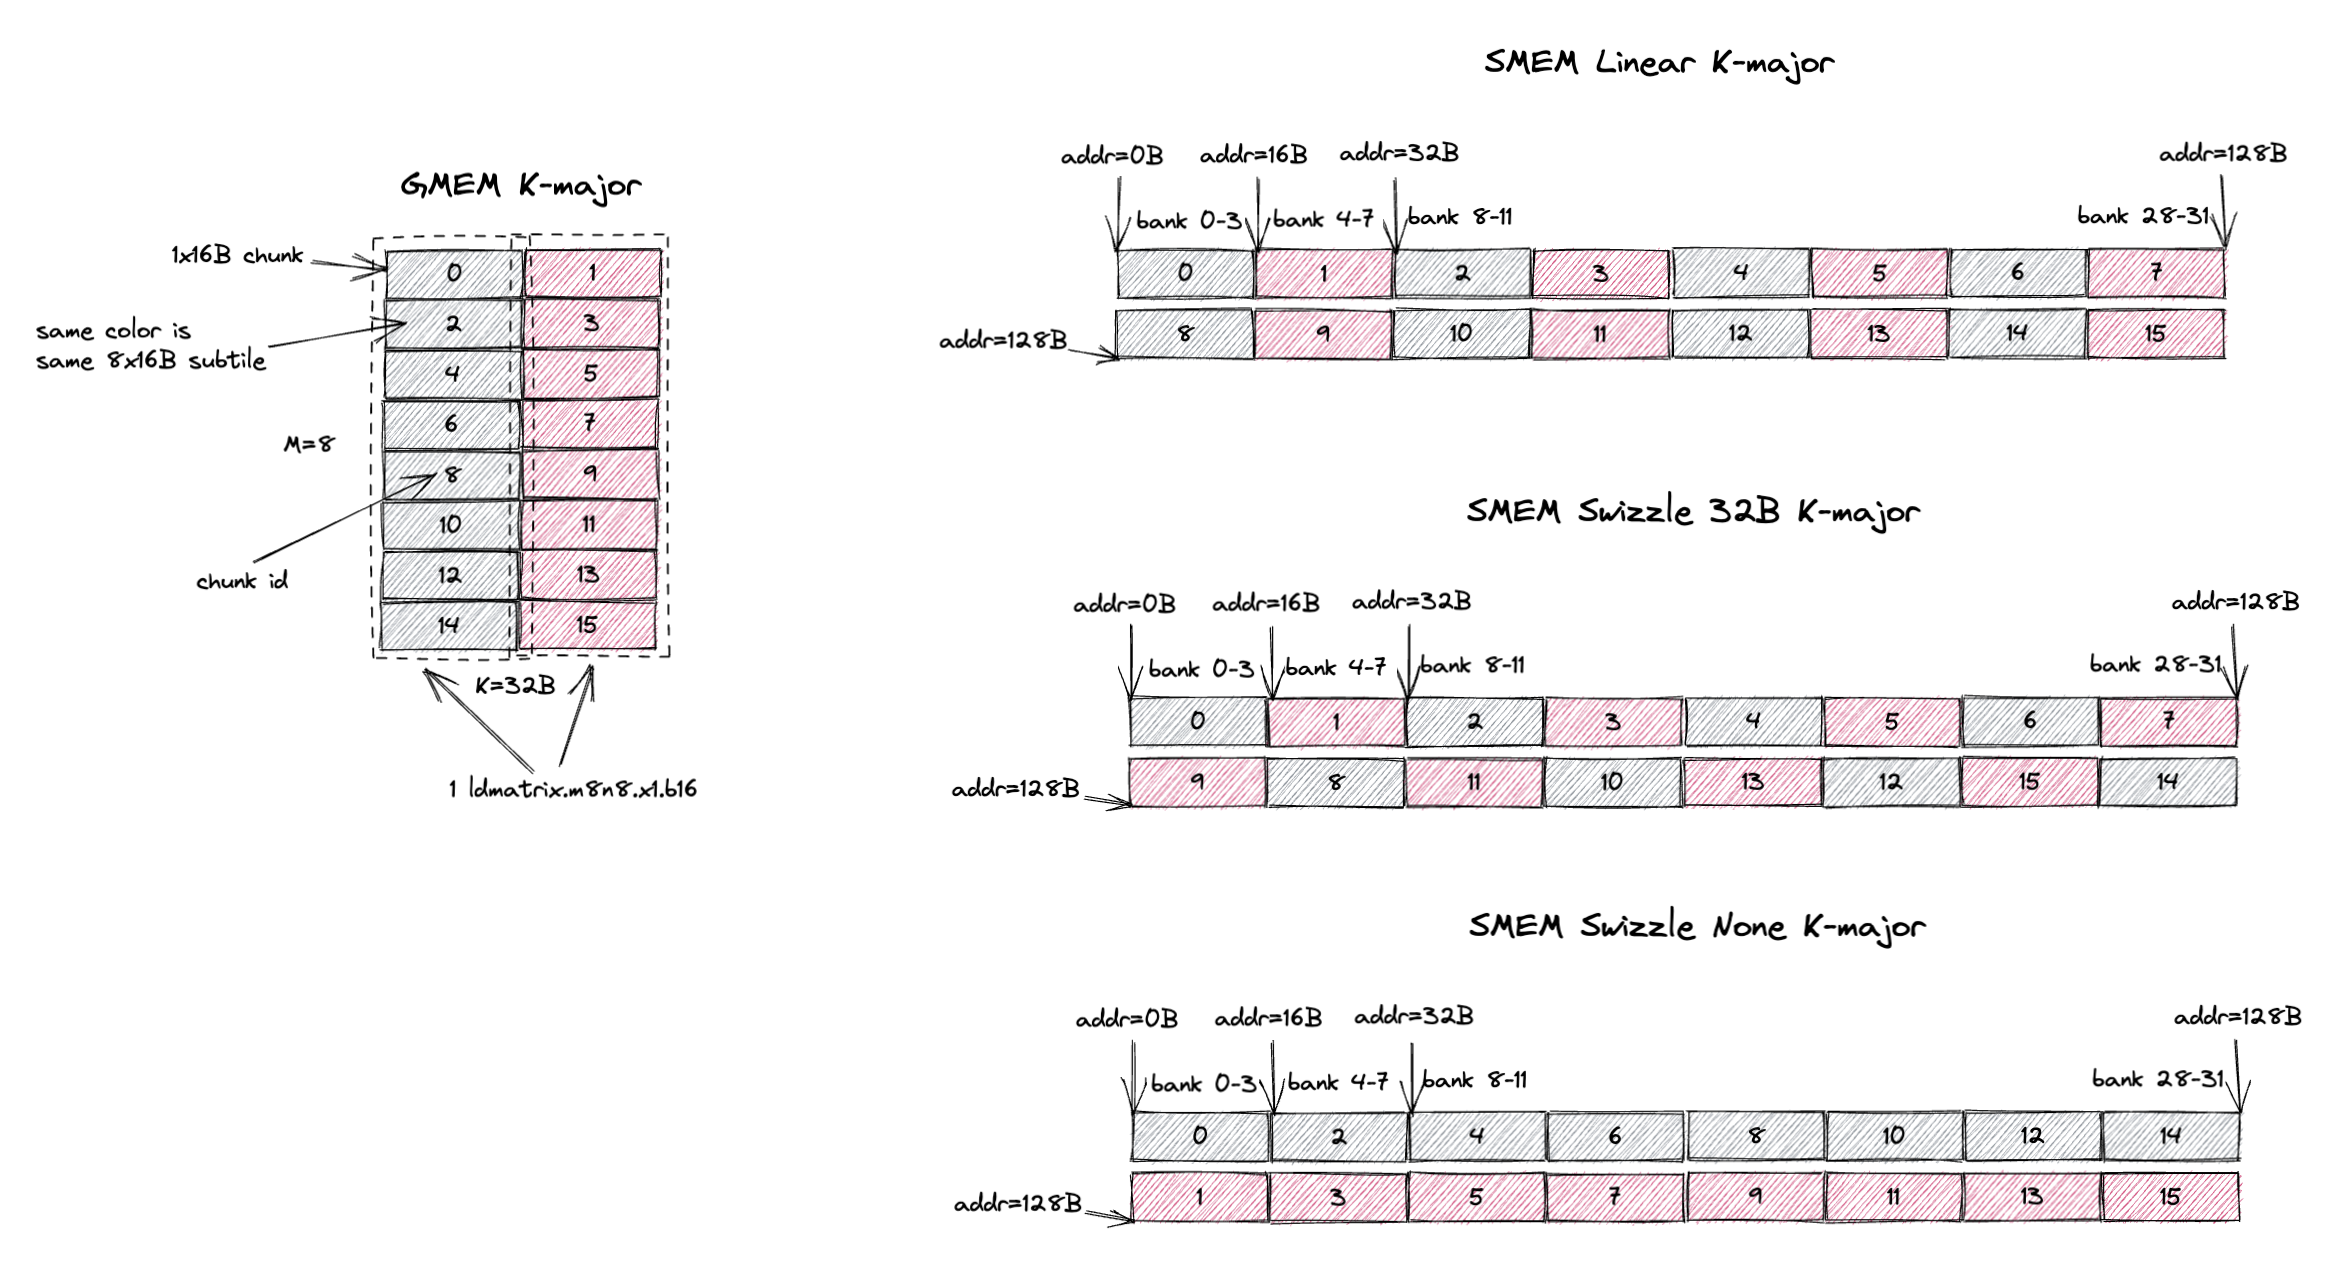 GMEM K-major
1x16B chunk
0 1
same color is
same 8x16B subtile
2 3
4 5
M=8
6 7
8 9
10 11
chunk id
12 13
14 15
K=32B
1 ldmatrix.m8n8.x1.b16
SMEM Linear K-major
addr=0B addr=16B addr=32B addr=128B
bank 0-3 bank 4-7 bank 8-11 bank 28-31
0 1 2 3 4 5 6 7
addr=128B 8 9 10 11 12 13 14 15
SMEM Swizzle 32B K-major
addr=0B addr=16B addr=32B addr=128B
bank 0-3 bank 4-7 bank 8-11 bank 28-31
0 1 2 3 4 5 6 7
addr=128B 9 8 11 10 13 12 15 14
SMEM Swizzle None K-major
addr=0B addr=16B addr=32B addr=128B
bank 0-3 bank 4-7 bank 8-11 bank 28-31
0 2 4 6 8 10 12 14
addr=128B 1 3 5 7 9 11 13 15